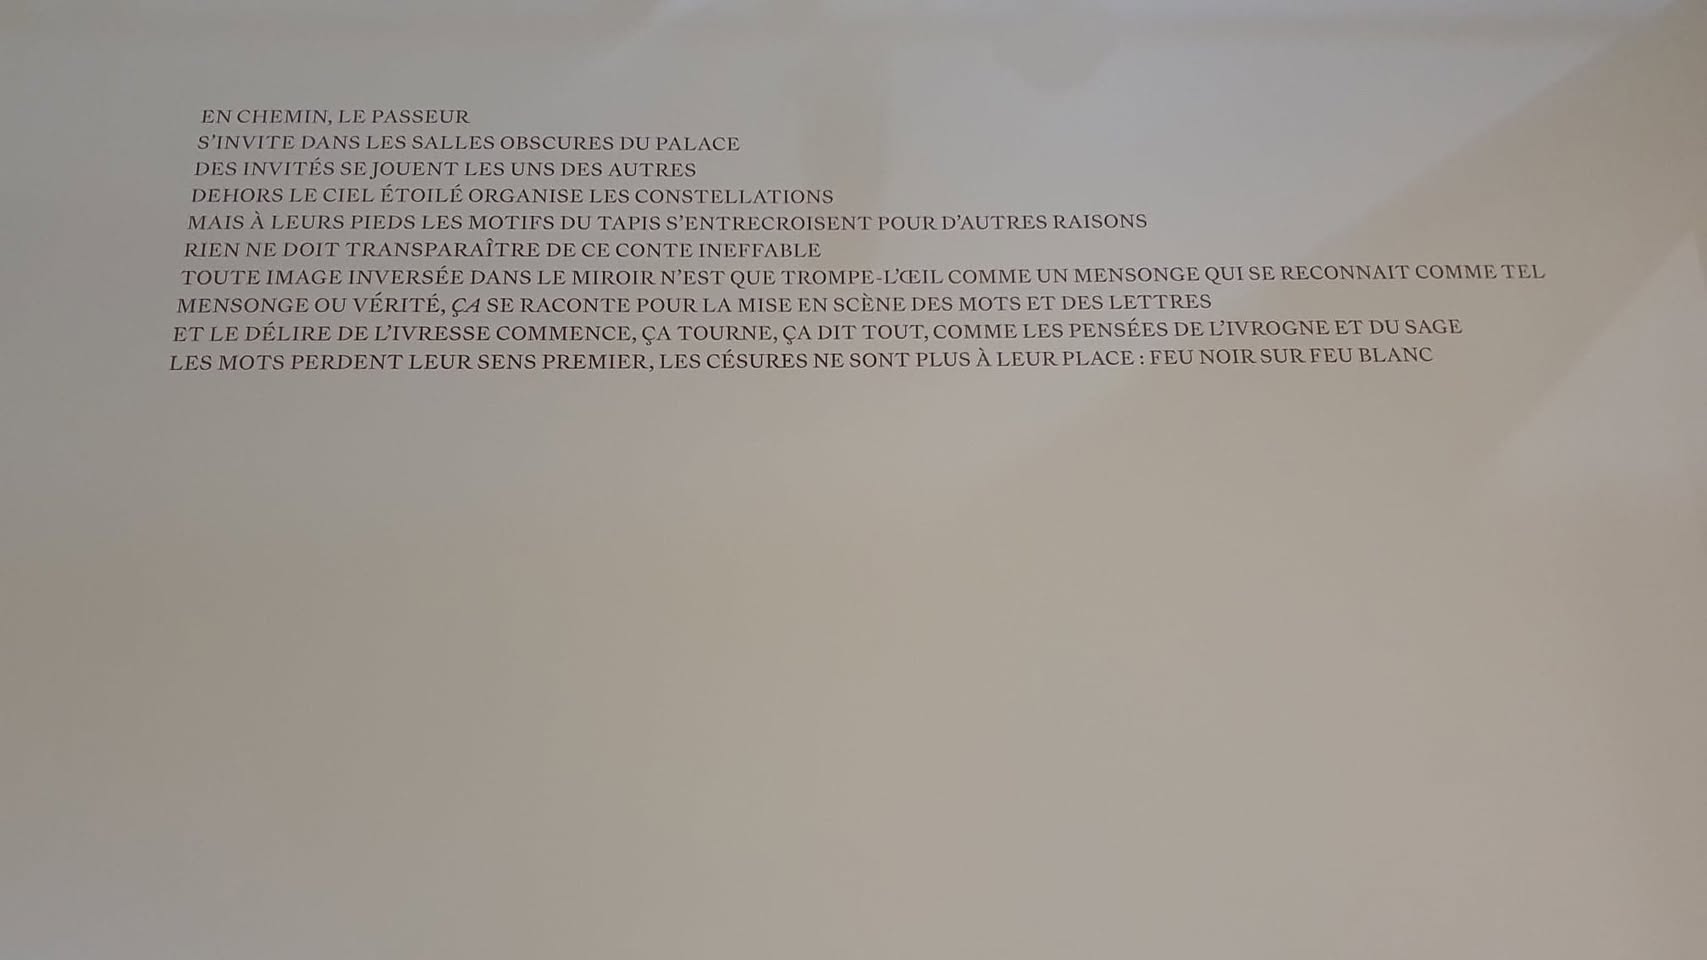 EN CHEMIN, LE PASSEUR
S'INVITE DANS LES SALLES OBSCURES DU PALACE
DES INVITÉS SE JOUENT LES UNS DES AUTRES
DEHORS LE CIEL ÉTOILÉ ORGANISE LES CONSTELLATIONS
MAIS À LEURS PIEDS LES MOTIFS DU TAPIS S'ENTRECROISENT POUR D'AUTRES RAISONS
RIEN NE DOIT TRANSPARAÎTRE DE CE CONTE INEFFABLE
TOUTE IMAGE INVERSÉE DANS LE MIROIR N'EST QUE TROMPE-L'ŒIL COMME UN MENSONGE QUI SE RECONNAIT COMME TEL
MENSONGE OU VÉRITÉ, ÇA SE RACONTE POUR LA MISE EN SCÈNE DES MOTS ET DES LETTRES
ET LE DÉLIRE DE L'IVRESSE COMMENCE, ÇA TOURNE, ÇA DIT TOUT, COMME LES PENSÉES DE L'IVROGNE ET DU SAGE
LES MOTS PERDENT LEUR SENS PREMIER, LES CÉSURES NE SONT PLUS À LEUR PLACE : FEU NOIR SUR FEU BLANC